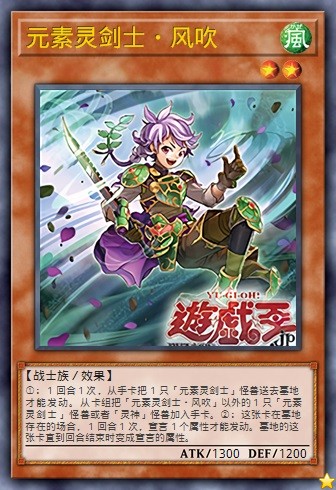 元素灵剑士・风吹
風
YU-GI-OH!
遊戯王
.JP
【战士族／效果】
①：1回合1次，从手卡把1只「元素灵剑士」怪兽送去墓地
才能发动。从卡组把「元素灵剑士・风吹」以外的1只「元素
灵剑士」怪兽或者「灵神」怪兽加入手卡。②：这张卡在墓地
存在的场合，1回合1次，宣言1个属性才能发动。墓地的这
张卡直到回合结束时变成宣言的属性。
ATK/1300 DEF/1200